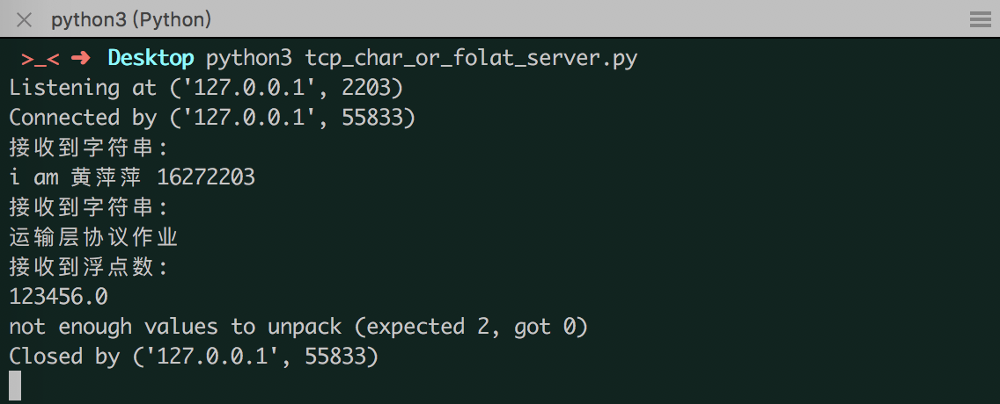 python3 (Python)
>_< ➜ Desktop python3 tcp_char_or_folat_server.py
Listening at ('127.0.0.1', 2203)
Connected by ('127.0.0.1', 55833)
接收到字符串:
i am 黄萍萍 16272203
接收到字符串:
运输层协议作业
接收到浮点数:
123456.0
not enough values to unpack (expected 2, got 0)
Closed by ('127.0.0.1', 55833)